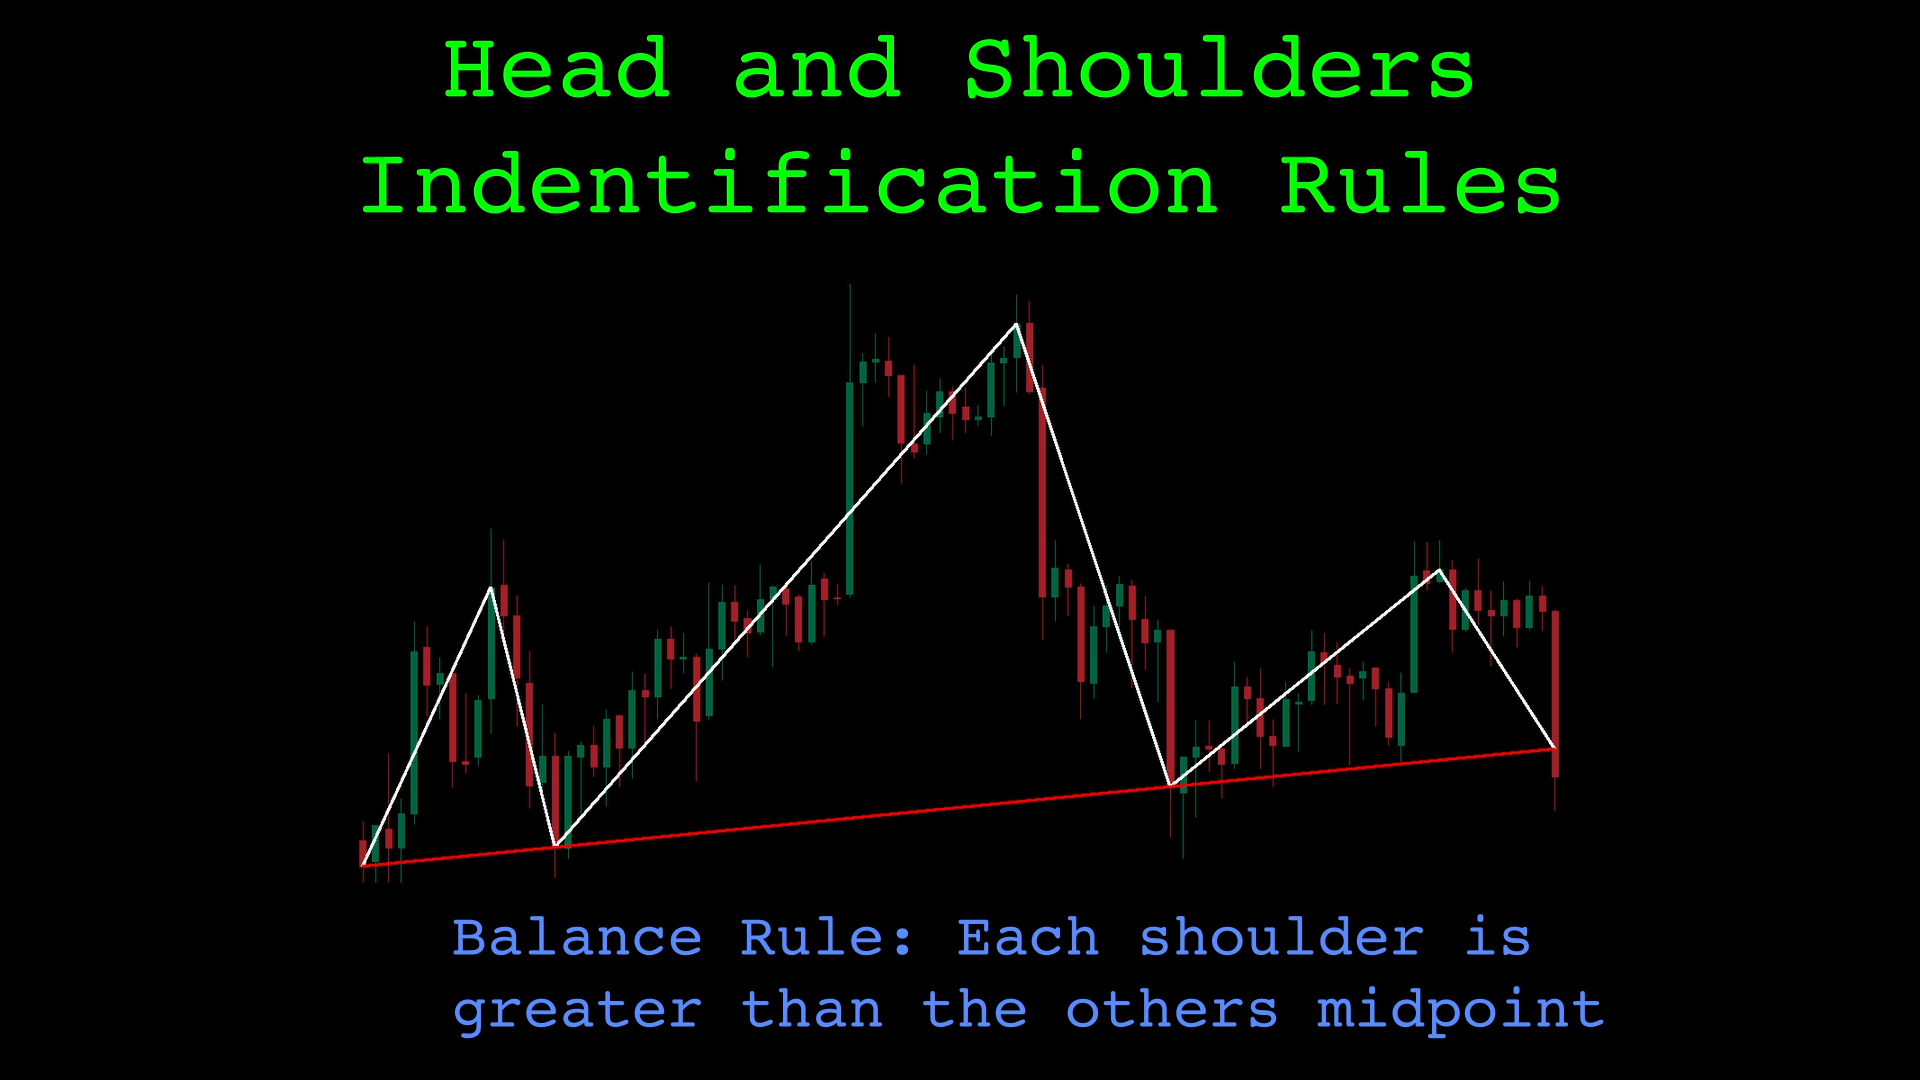 Head and Shoulders
Indentification Rules
Balance Rule: Each shoulder is
greater than the others midpoint